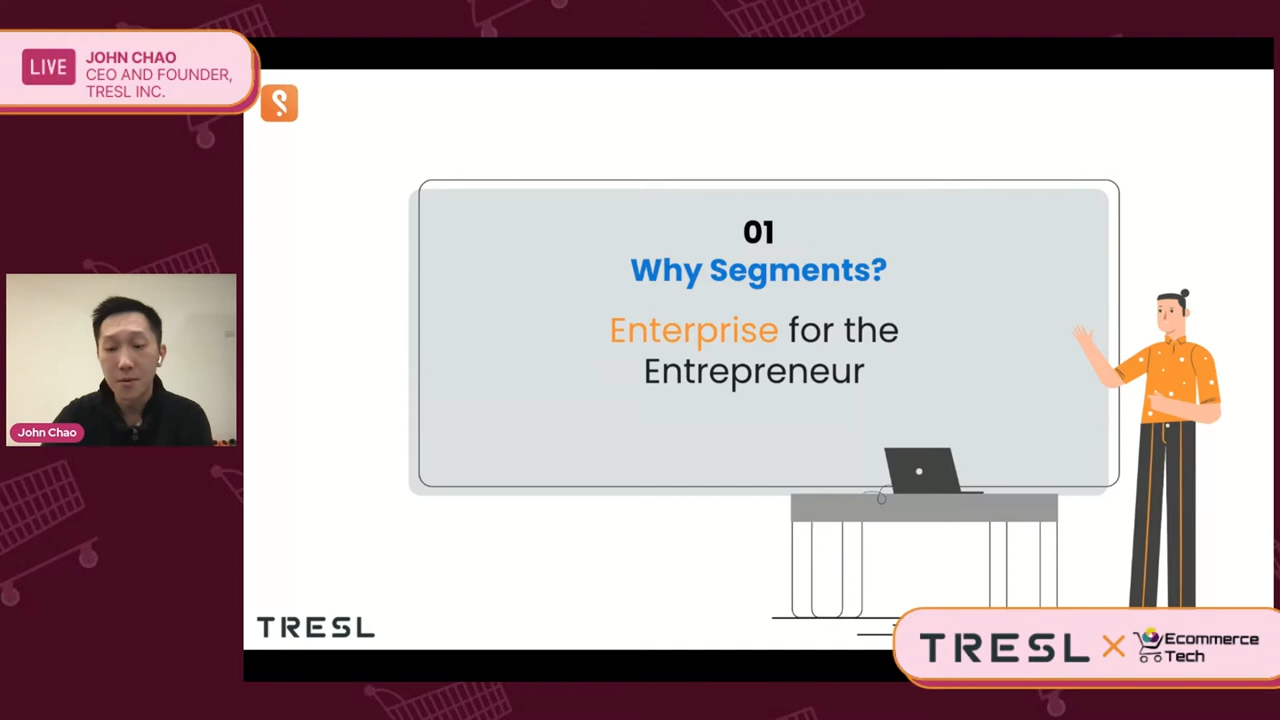 LIVE
JOHN CHAO
CEO AND FOUNDER,
TRESL INC.
01
Why Segments?
Enterprise for the
Entrepreneur
John Chao
TRESL
TRESL X Ecommerce
Tech